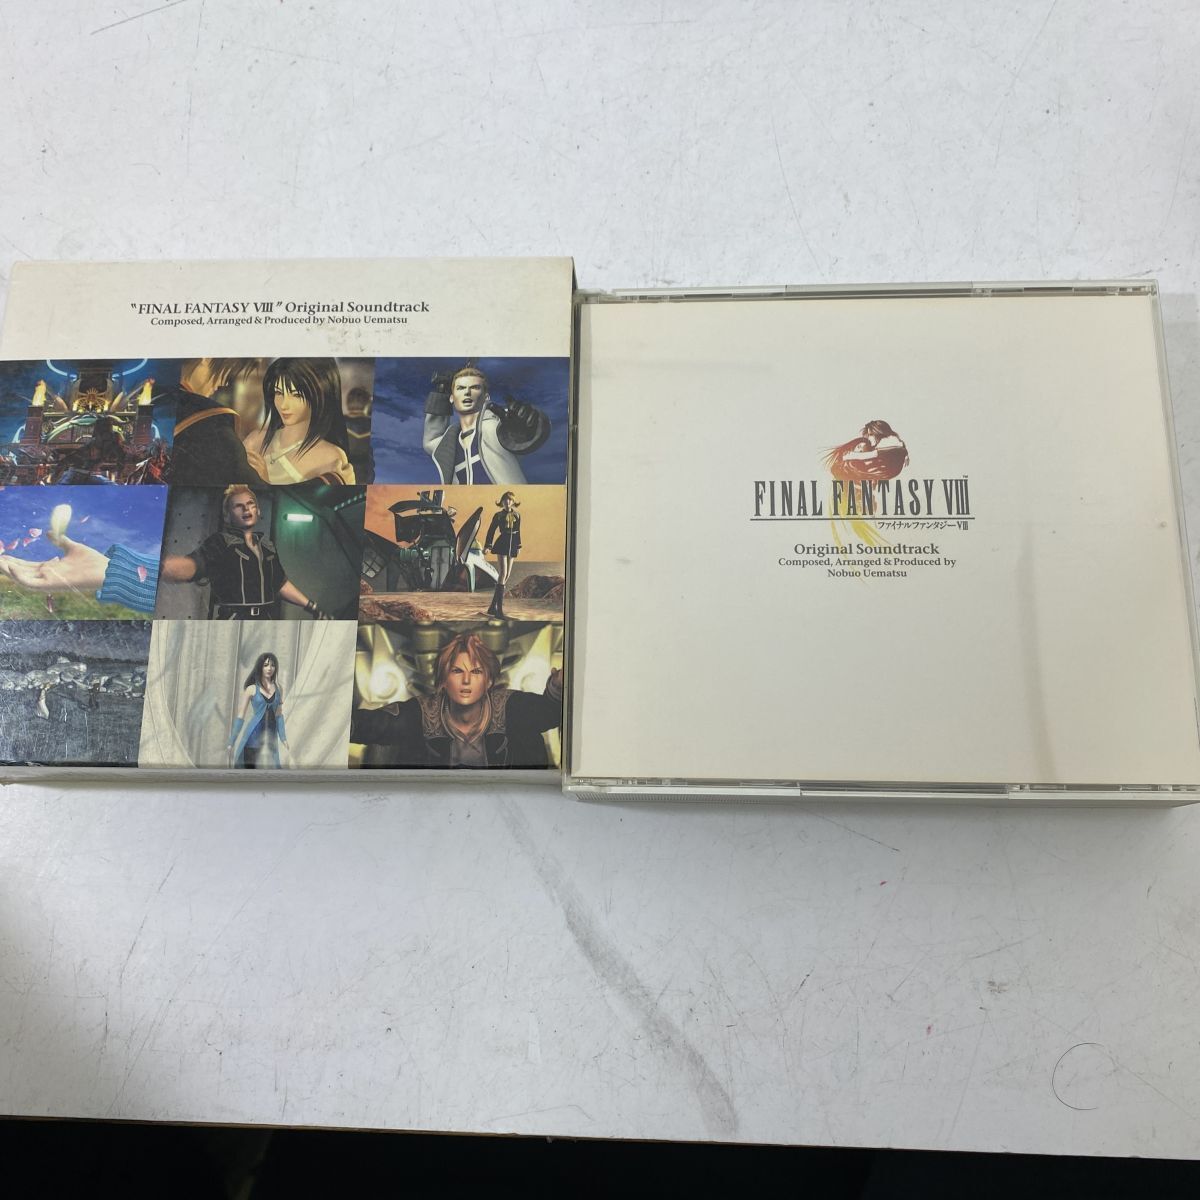 "FINAL FANTASY VIII" Original Soundtrack
Composed, Arranged & Produced by Nobuo Uematsu
FINAL FANTASY VIII™
ファイナルファンタジーVIII
Original Soundtrack
Composed, Arranged & Produced by
Nobuo Uematsu